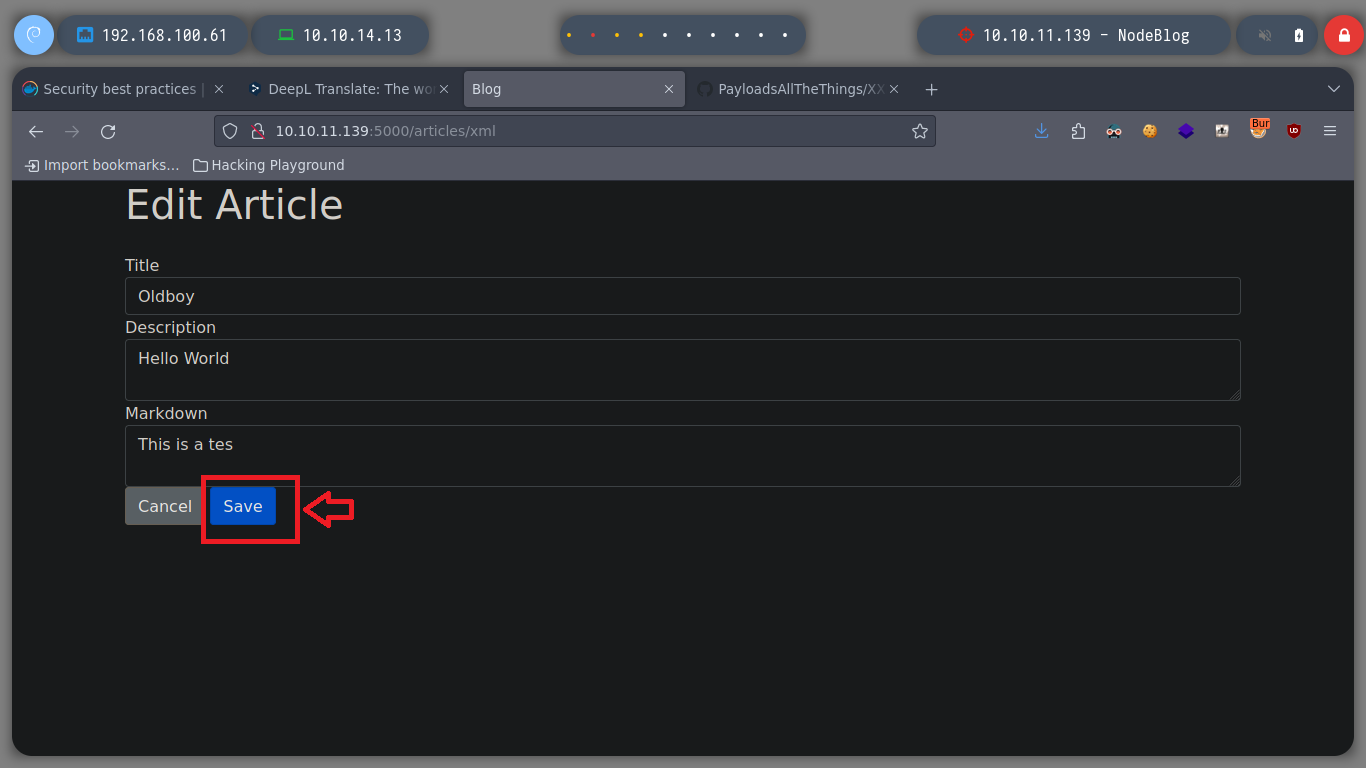 192.168.100.61 10.10.14.13 10.10.11.139 - NodeBlog
Security best practices | DeepL Translate: The wo Blog PayloadsAllTheThings/XX
10.10.11.139:5000/articles/xml Bur
Import bookmarks... Hacking Playground
Edit Article
Title
Oldboy
Description
Hello World
Markdown
This is a tes
Cancel Save